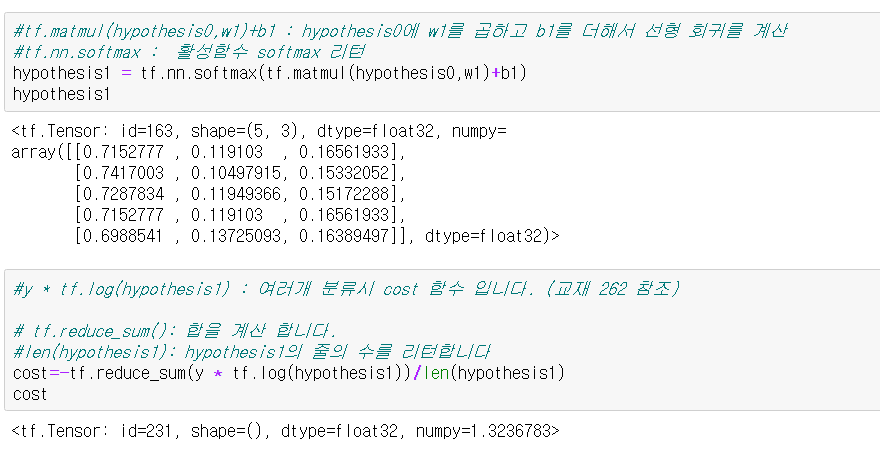 #tf.matmul(hypothesis0,w1)+b1 : hypothesis0에 w1를 곱하고 b1를 더해서 선형 회귀를 계산
#tf.nn.softmax :  활성함수 softmax 리턴
hypothesis1 = tf.nn.softmax(tf.matmul(hypothesis0,w1)+b1)
hypothesis1
<tf.Tensor: id=163, shape=(5, 3), dtype=float32, numpy=
array([[0.7152777 , 0.119103  , 0.16561933],
       [0.7417003 , 0.10497915, 0.15332052],
       [0.7287834 , 0.11949366, 0.15172288],
       [0.7152777 , 0.119103  , 0.16561933],
       [0.6988541 , 0.13725093, 0.16389497]], dtype=float32)>
#y * tf.log(hypothesis1) : 여러개 분류시 cost 함수 입니다. (교재 262 참조)
# tf.reduce_sum(): 합을 계산 합니다.
#len(hypothesis1): hypothesis1의 줄의 수를 리턴합니다
cost=-tf.reduce_sum(y * tf.log(hypothesis1))/len(hypothesis1)
cost
<tf.Tensor: id=231, shape=(), dtype=float32, numpy=1.3236783>